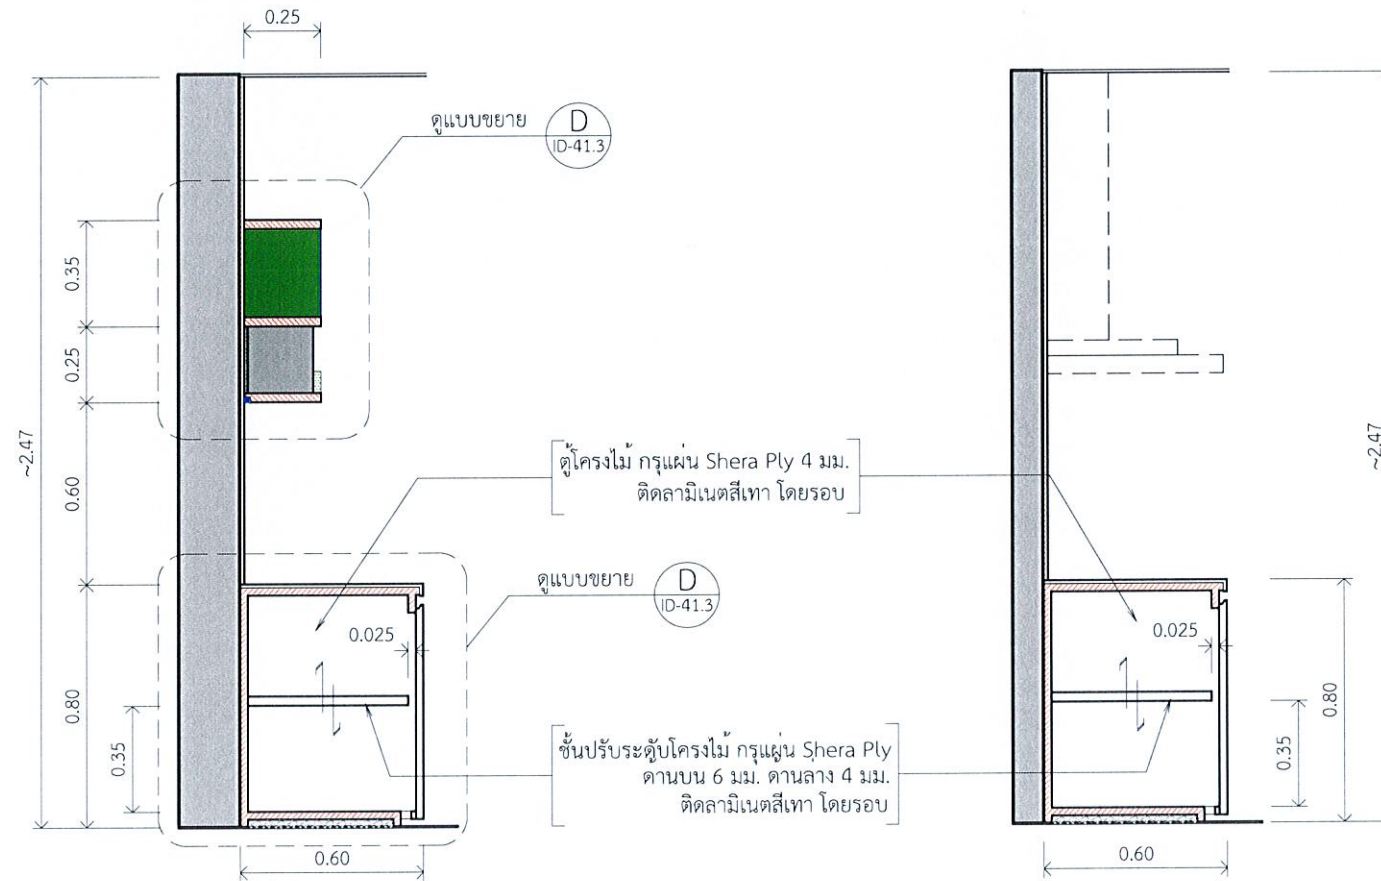 0.25
ดูแบบขยาย
D
ID-41.3
0.35
0.25
~2.47
0.60
ตู้โครงไม้ กรุแผ่น Shera Ply 4 มม.
ติดลามิเนตสีเทา โดยรอบ
~2.47
ดูแบบขยาย
D
ID-41.3
0.025
0.025
0.80
0.35
0.80
0.35
ชั้นปรับระดับโครงไม้ กรุแผ่น Shera Ply
ด้านบน 6 มม. ด้านล่าง 4 มม.
ติดลามิเนตสีเทา โดยรอบ
0.60
0.60